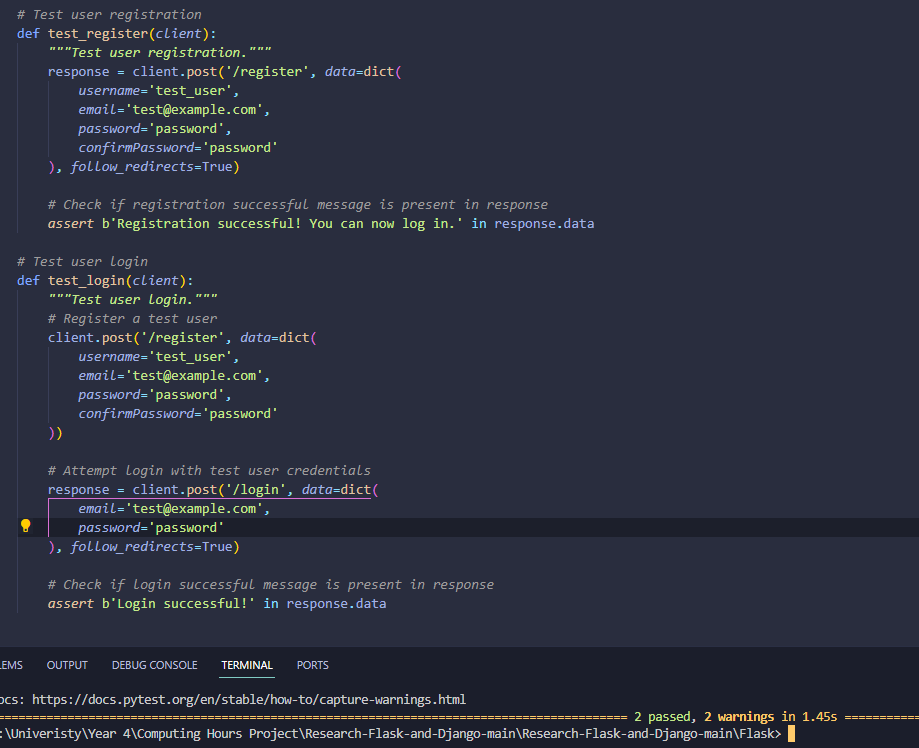 # Test user registration
def test_register(client):
    """Test user registration."""
    response = client.post('/register', data=dict(
        username='test_user',
        email='test@example.com',
        password='password',
        confirmPassword='password'
    ), follow_redirects=True)
    # Check if registration successful message is present in response
    assert b'Registration successful! You can now log in.' in response.data
# Test user login
def test_login(client):
    """Test user login."""
    # Register a test user
    client.post('/register', data=dict(
        username='test_user',
        email='test@example.com',
        password='password',
        confirmPassword='password'
    ))
    # Attempt login with test user credentials
    response = client.post('/login', data=dict(
        email='test@example.com',
        password='password'
    ), follow_redirects=True)
    # Check if login successful message is present in response
    assert b'Login successful!' in response.data
LEMS OUTPUT DEBUG CONSOLE TERMINAL PORTS
ocs: https://docs.pytest.org/en/stable/how-to/capture-warnings.html
2 passed, 2 warnings in 1.45s
:\Univeristy\Year 4\Computing Hours Project\Research-Flask-and-Django-main\Research-Flask-and-Django-main\Flask>